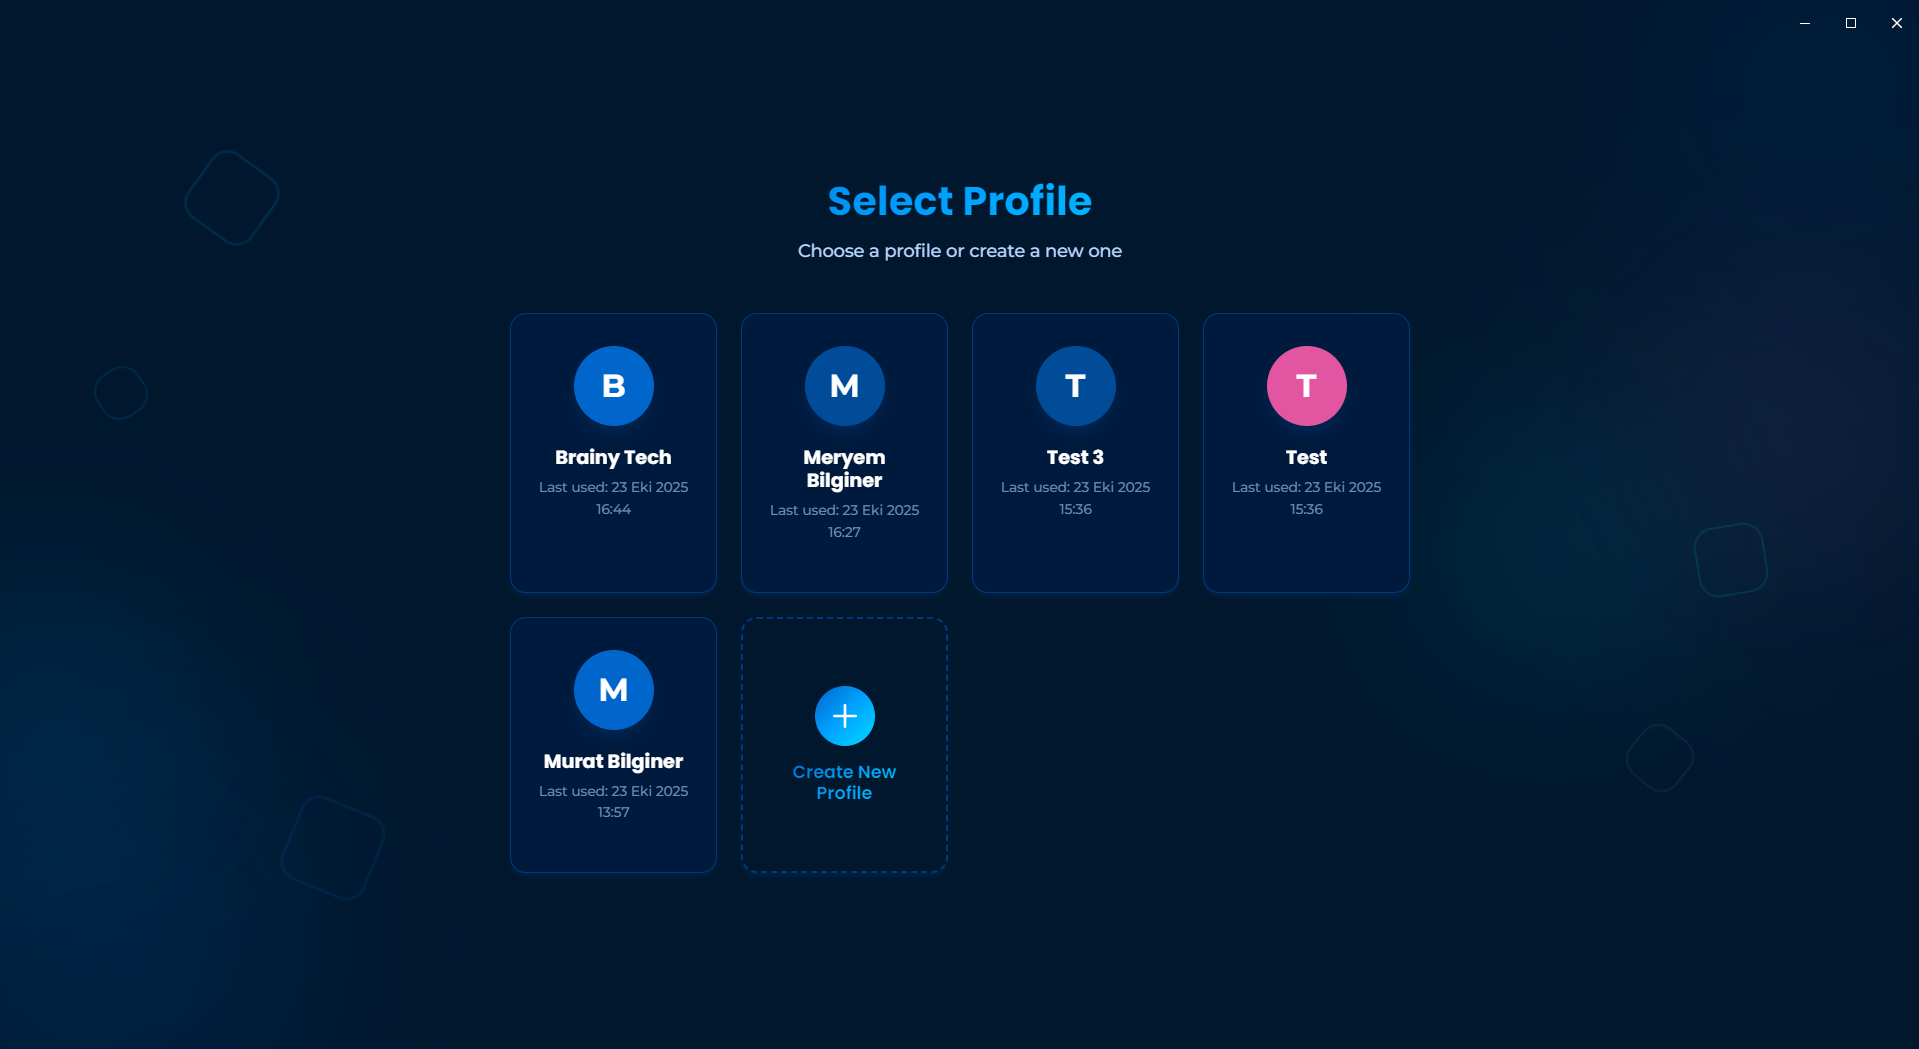 Select Profile
Choose a profile or create a new one
B
Brainy Tech
Last used: 23 Eki 2025
16:44
M
Meryem
Bilginer
Last used: 23 Eki 2025
16:27
T
Test 3
Last used: 23 Eki 2025
15:36
T
Test
Last used: 23 Eki 2025
15:36
M
Murat Bilginer
Last used: 23 Eki 2025
13:57
Create New
Profile